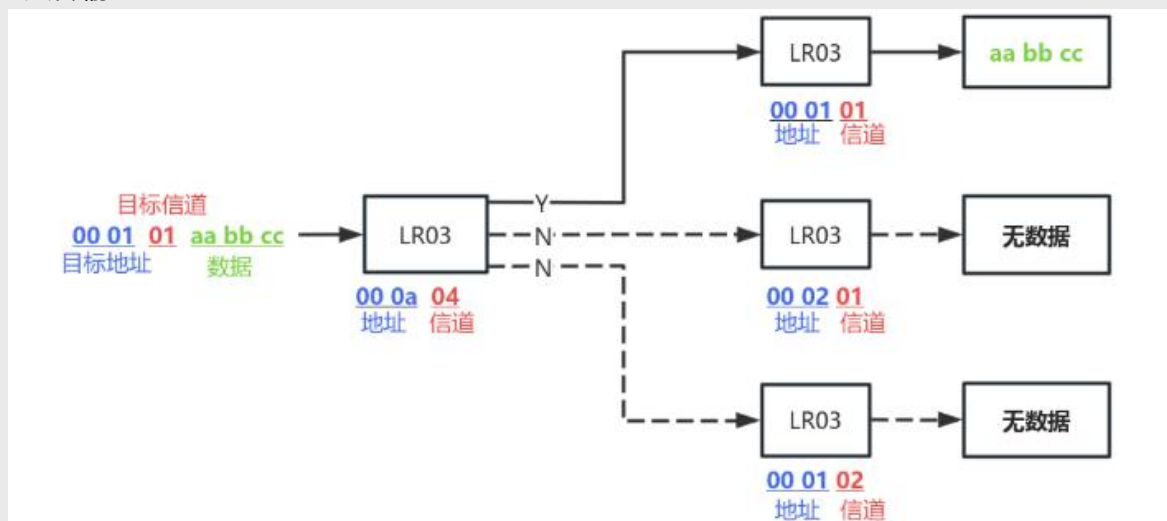 LR03
aa bb cc
00 01 01
地址 信道
目标信道
00 01 01 aa bb cc
目标地址 数据
LR03
00 0a 04
地址 信道
Y
N
N
LR03
无数据
00 02 01
地址 信道
LR03
无数据
00 01 02
地址 信道